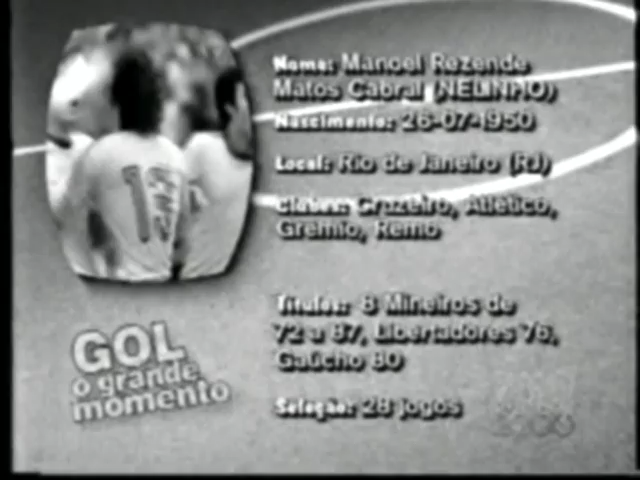 Nome: Manoel Rezende
Matos Cabral (NELINHO)
Nascimento: 26-07-1950
Local: Rio de Janeiro (RJ)
Clubes: Cruzeiro, Atlético,
Grêmio, Remo
Títulos: 8 Mineiros de
72 a 87, Libertadores 76,
Gaúcho 80
Seleção: 28 jogos
GOL
o grande
momento